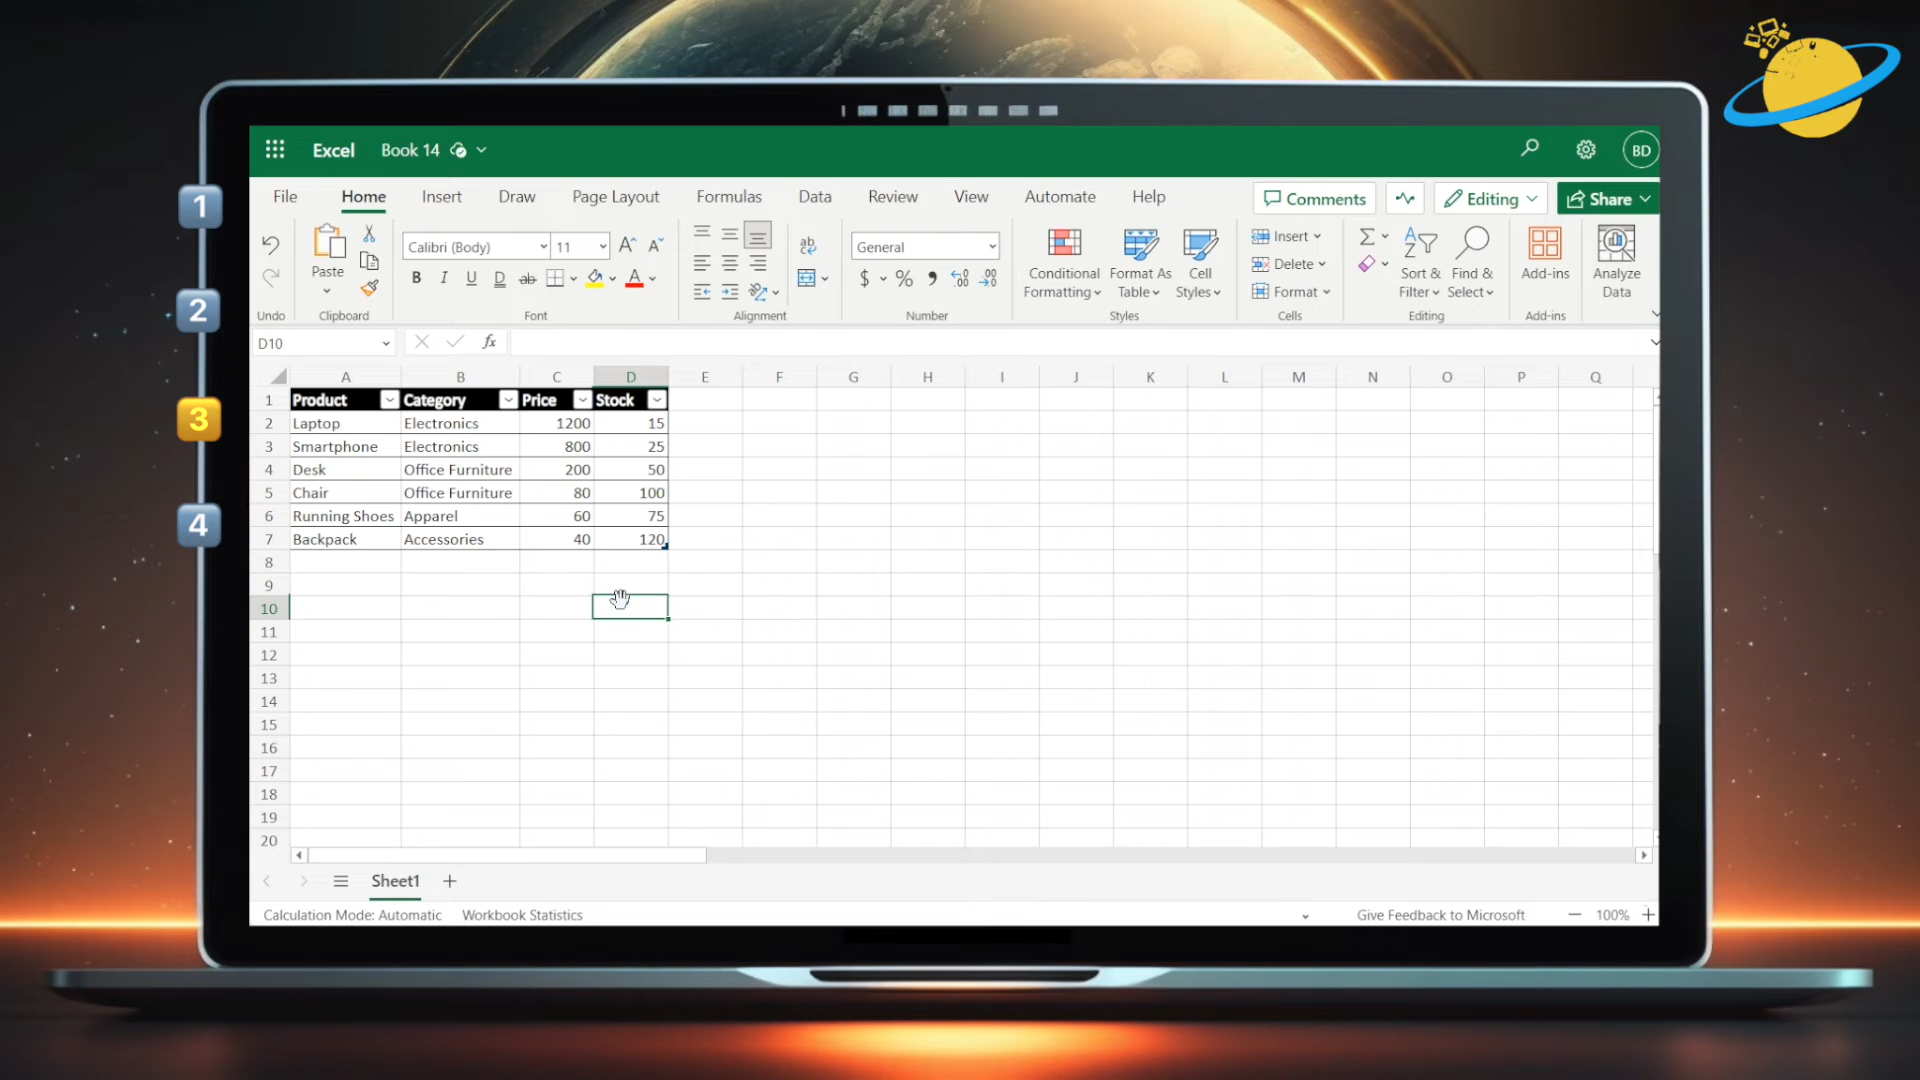 Excel Book 14 BD
File Home Insert Draw Page Layout Formulas Data Review View Automate Help Comments Editing Share
1
2
3
4
Paste
Calibri (Body) 11
B I U D ab
ab
General
$ % , .00 .00
Conditional Formatting
Format As Table
Cell Styles
Insert
Delete
Format
Sort & Filter
Find & Select
Add-ins
Analyze Data
Undo Clipboard Font Alignment Number Styles Cells Editing Add-ins
D10 fx
A B C D E F G H I J K L M N O P Q
1 Product Category Price Stock
2 Laptop Electronics 1200 15
3 Smartphone Electronics 800 25
4 Desk Office Furniture 200 50
5 Chair Office Furniture 80 100
6 Running Shoes Apparel 60 75
7 Backpack Accessories 40 120
8
9
10
11
12
13
14
15
16
17
18
19
20
Sheet1
Calculation Mode: Automatic Workbook Statistics Give Feedback to Microsoft 100%